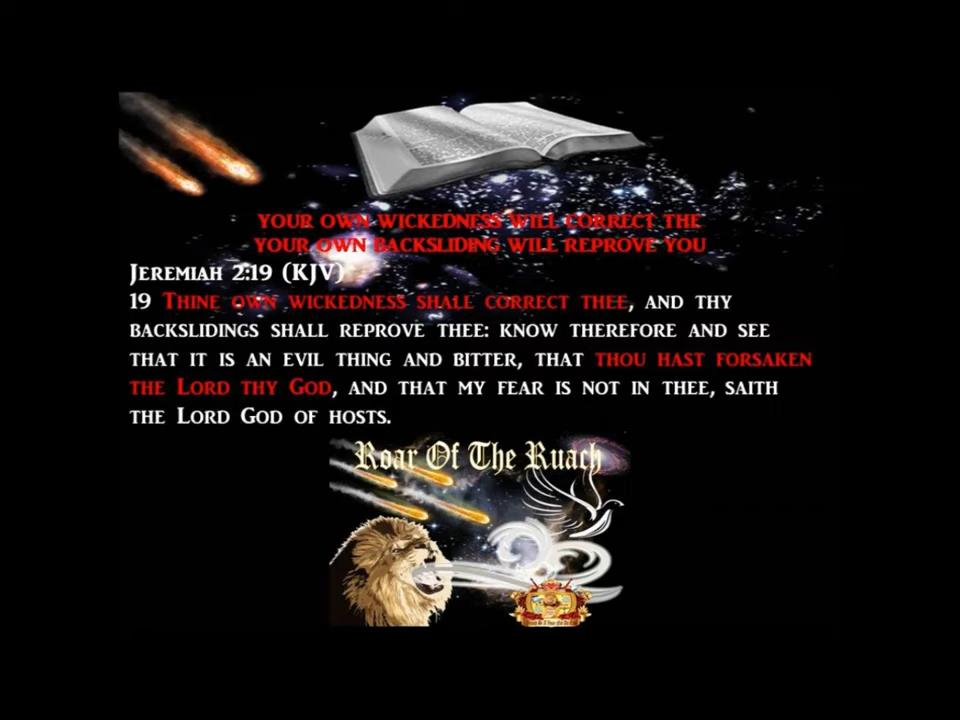 YOUR OWN WICKEDNESS WILL CORRECT THE
YOUR OWN BACKSLIDING WILL REPROVE YOU
Jeremiah 2:19 (KJV)
19 Thine own wickedness shall correct thee, and thy
backslidings shall reprove thee: know therefore and see
that it is an evil thing and bitter, that thou hast forsaken
the Lord thy God, and that my fear is not in thee, saith
the Lord God of hosts.
Roar Of The Ruach